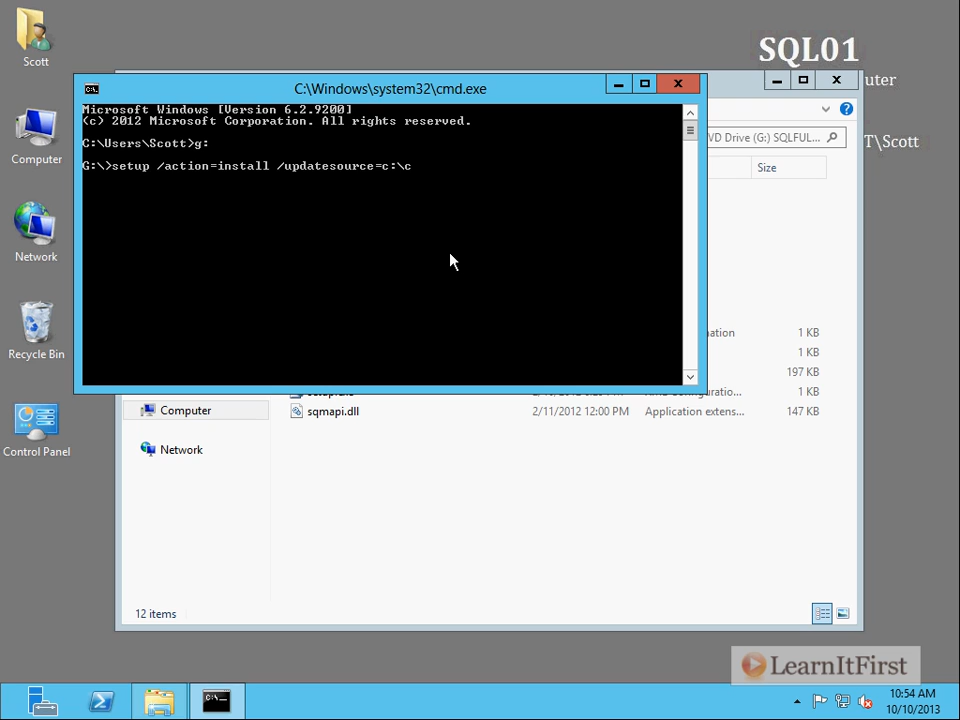 Scott
SQL01
C:\Windows\system32\cmd.exe
uter
Microsoft Windows [Version 6.2.9200]
(c) 2012 Microsoft Corporation. All rights reserved.
C:\Users\Scott>g:
VD Drive (G:) SQLFUL...
T\Scott
G:\>setup /action=install /updatesource=c:\c
Size
Computer
Network
Recycle Bin
Control Panel
ation
1 KB
1 KB
197 KB
1 KB
Computer
sqmapi.dll
2/11/2012 12:00 PM
Application extens...
147 KB
Network
12 items
LearnItFirst
10:54 AM
10/10/2013